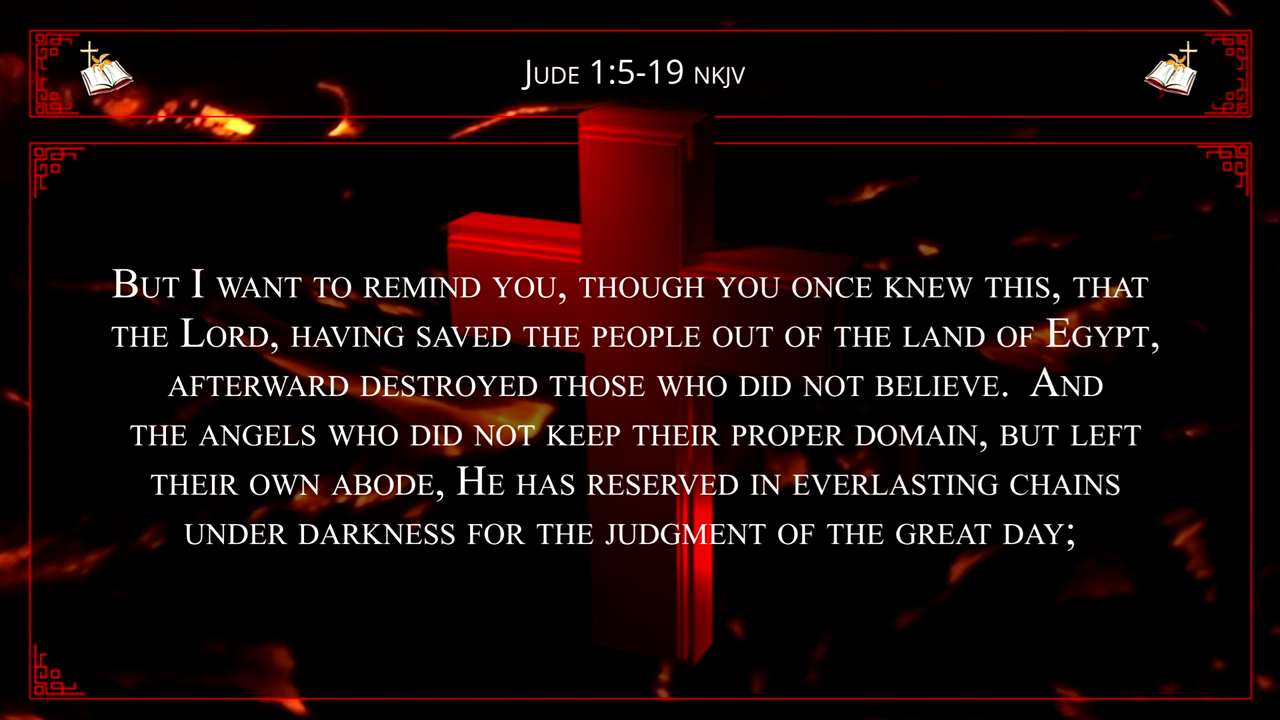 Jude 1:5-19 NKJV
But I want to remind you, though you once knew this, that
the Lord, having saved the people out of the land of Egypt,
afterward destroyed those who did not believe.  And
the angels who did not keep their proper domain, but left
their own abode, He has reserved in everlasting chains
under darkness for the judgment of the great day;